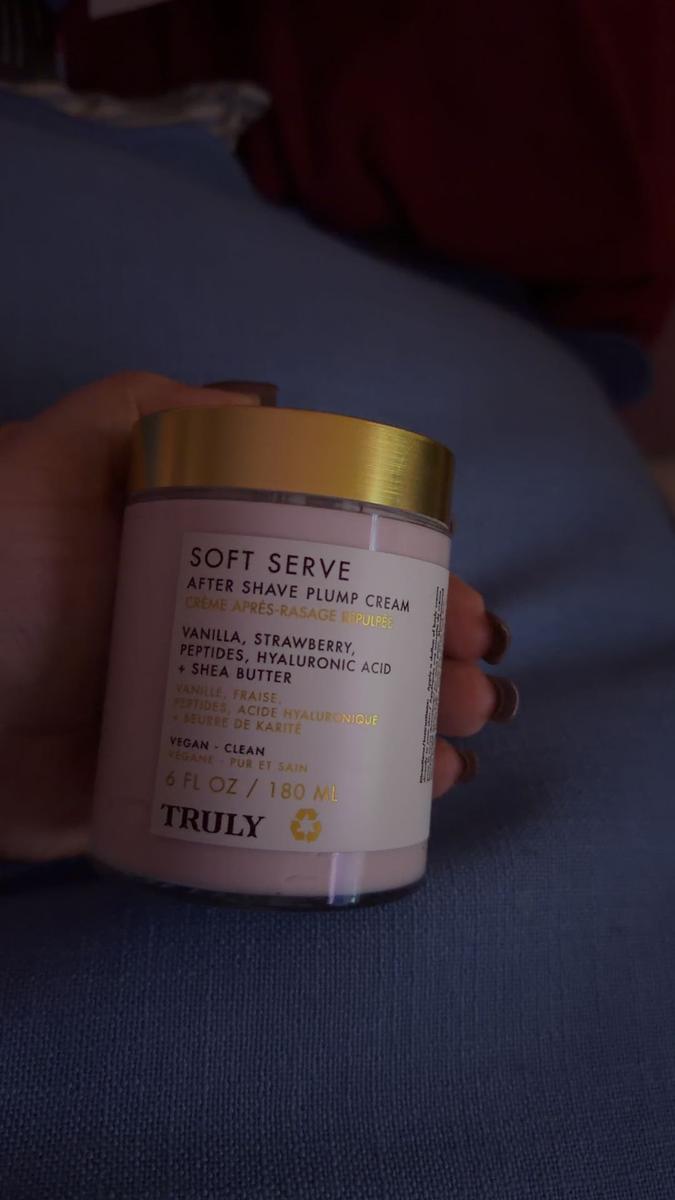 SOFT SERVE
AFTER SHAVE PLUMP CREAM
CRÈME APRÈS-RASAGE REPULPÉE
VANILLA, STRAWBERRY,
PEPTIDES, HYALURONIC ACID
+ SHEA BUTTER
VANILLE, FRAISE,
PEPTIDES, ACIDE HYALURONIQUE
+ BEURRE DE KARITÉ
VEGAN - CLEAN
VÉGANE - PUR ET SAIN
6 FL OZ / 180 ML
TRULY